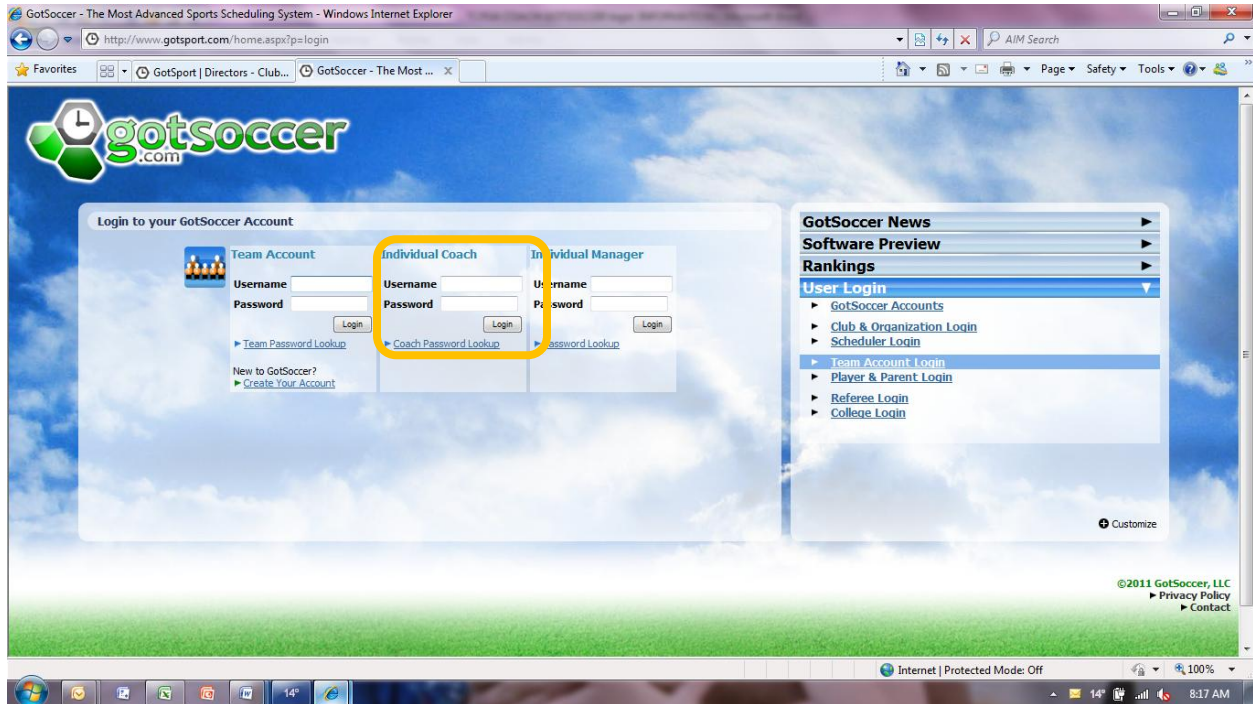 GotSoccer - The Most Advanced Sports Scheduling System - Windows Internet Explorer
http://www.gotsport.com/home.aspx?p=login
AIM Search
Favorites
GotSport | Directors - Club...
GotSoccer - The Most ...
Page
Safety
Tools
gotsoccer
.com
Login to your GotSoccer Account
Team Account
Username
Password
Login
Team Password Lookup
New to GotSoccer?
Create Your Account
Individual Coach
Username
Password
Login
Coach Password Lookup
Individual Manager
Username
Password
Login
Password Lookup
GotSoccer News
Software Preview
Rankings
User Login
GotSoccer Accounts
Club & Organization Login
Scheduler Login
Team Account Login
Player & Parent Login
Referee Login
College Login
Customize
©2011 GotSoccer, LLC
Privacy Policy
Contact
Internet | Protected Mode: Off
100%
14°
14°
8:17 AM